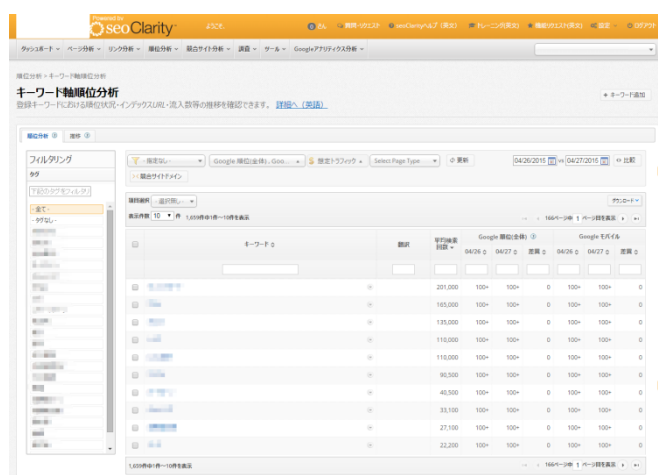 Powered by
seoClarity
ようこそ、
さん
質問・リクエスト
seoClarityヘルプ (英文)
トレーニング(英文)
機能リクエスト(英文)
設定
ログアウト
ダッシュボード
ページ分析
リンク分析
順位分析
競合サイト分析
調査
ツール
Googleアナリティクス分析
順位分析 > キーワード軸順位分析
キーワード軸順位分析
+ キーワード追加
登録キーワードにおける順位状況・インデックスURL・流入数等の推移を確認できます。 詳細へ(英語)
順位分析
推移
フィルタリング
タグ
下記のタグをフィルタリ
- 全て -
- タグなし -
- 指定なし -
Google 順位(全体), Goo...
想定トラフィック
Select Page Type
更新
04/26/2015 vs 04/27/2015
比較
競合サイトドメイン
項目選択 - 選択無し -
ダウンロード
表示件数 10 件 1,659件中1件〜10件を表示
166ページ中 1 ページ目を表示
キーワード
翻訳
平均検索回数
Google 順位(全体)
Google モバイル
04/26 04/27 差異 04/26 04/27 差異
201,000 100+ 100+ 0 100+ 100+ 0
165,000 100+ 100+ 0 100+ 100+ 0
135,000 100+ 100+ 0 100+ 100+ 0
110,000 100+ 100+ 0 100+ 100+ 0
110,000 100+ 100+ 0 100+ 100+ 0
90,500 100+ 100+ 0 100+ 100+ 0
40,500 100+ 100+ 0 100+ 100+ 0
33,100 100+ 100+ 0 100+ 100+ 0
27,100 100+ 100+ 0 100+ 100+ 0
22,200 100+ 100+ 0 100+ 100+ 0
1,659件中1件〜10件を表示
166ページ中 1 ページ目を表示